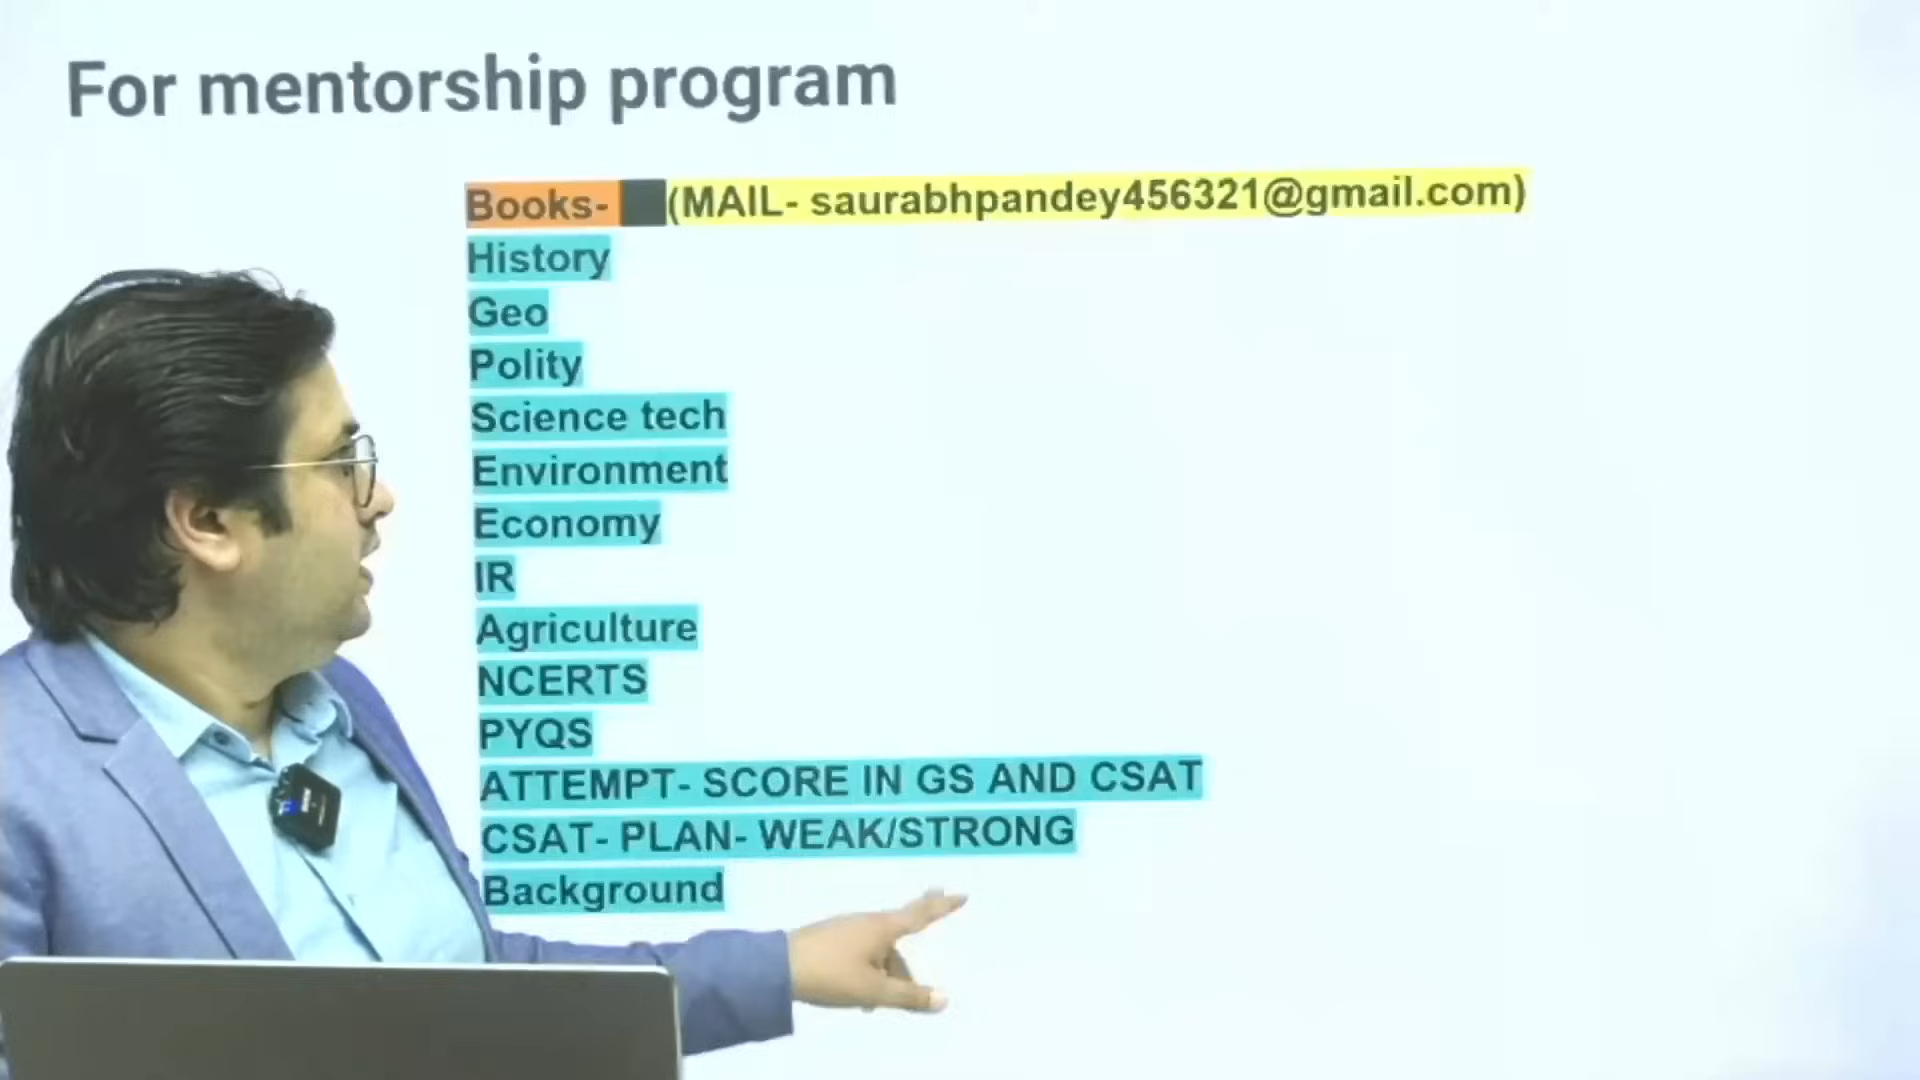 For mentorship program
Books- (MAIL- saurabhpandey456321@gmail.com)
History
Geo
Polity
Science tech
Environment
Economy
IR
Agriculture
NCERTS
PYQS
ATTEMPT- SCORE IN GS AND CSAT
CSAT- PLAN- WEAK/STRONG
Background